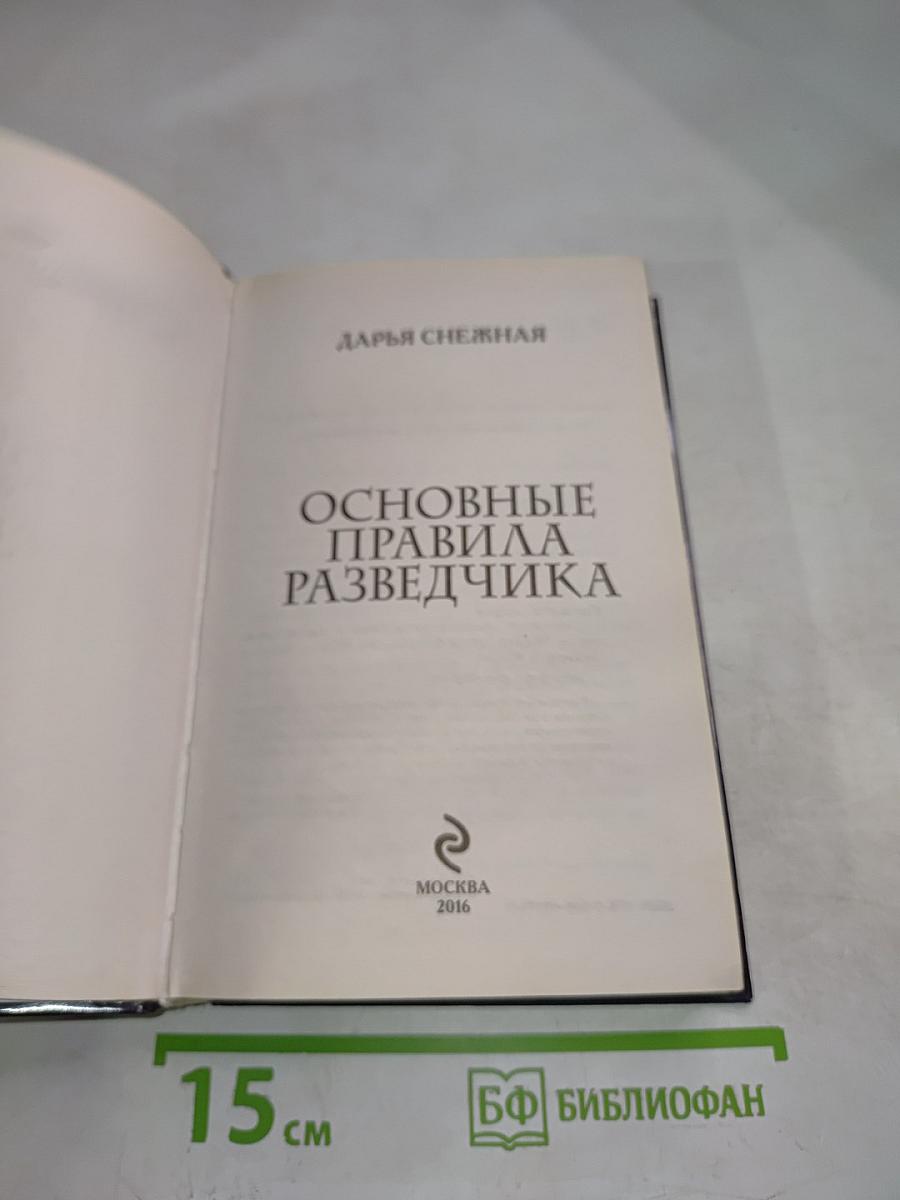 ДАРЬЯ СНЕЖНАЯ
ОСНОВНЫЕ
ПРАВИЛА
РАЗВЕДЧИКА
МОСКВА
2016
15 см
БФ БИБЛИОФАН